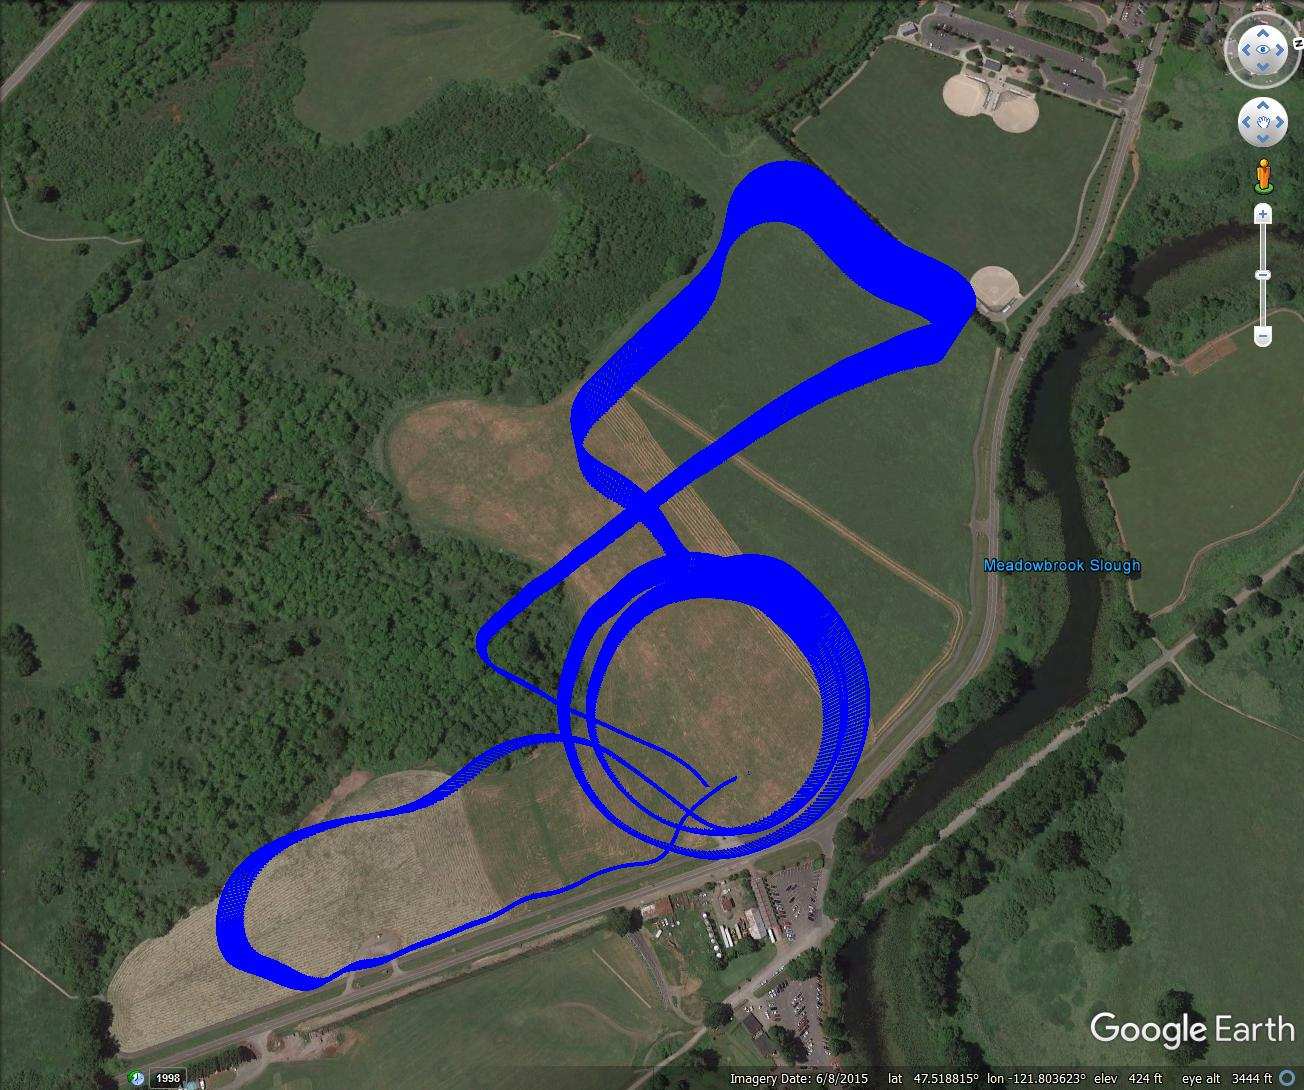 N
Meadowbrook Slough
Google Earth
1998
Imagery Date: 6/8/2015 lat 47.518815° lon -121.803623° elev 424 ft eye alt 3444 ft